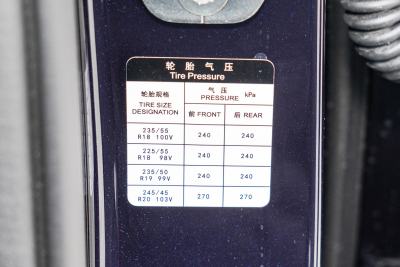 轮 胎 气 压
Tire Pressure
轮胎规格
TIRE SIZE
DESIGNATION
气 压 kPa
PRESSURE
前 FRONT 后 REAR
235/55
R18 100V 240 240
225/55
R18 98V 240 240
235/50
R19 99V 240 240
245/45
R20 103V 270 270